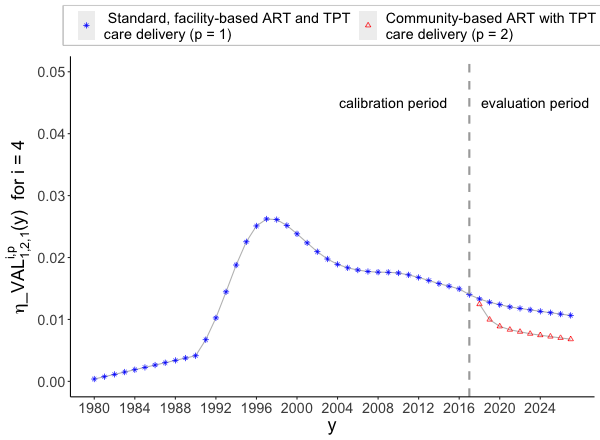 Standard, facility-based ART and TPT
care delivery (p = 1)
Community-based ART with TPT
care delivery (p = 2)
0.05
0.04
0.03
0.02
0.01
0.00
η_VAL^{i,p}_{1,2,1}(y) for i = 4
calibration period
evaluation period
1980 1984 1988 1992 1996 2000 2004 2008 2012 2016 2020 2024
y